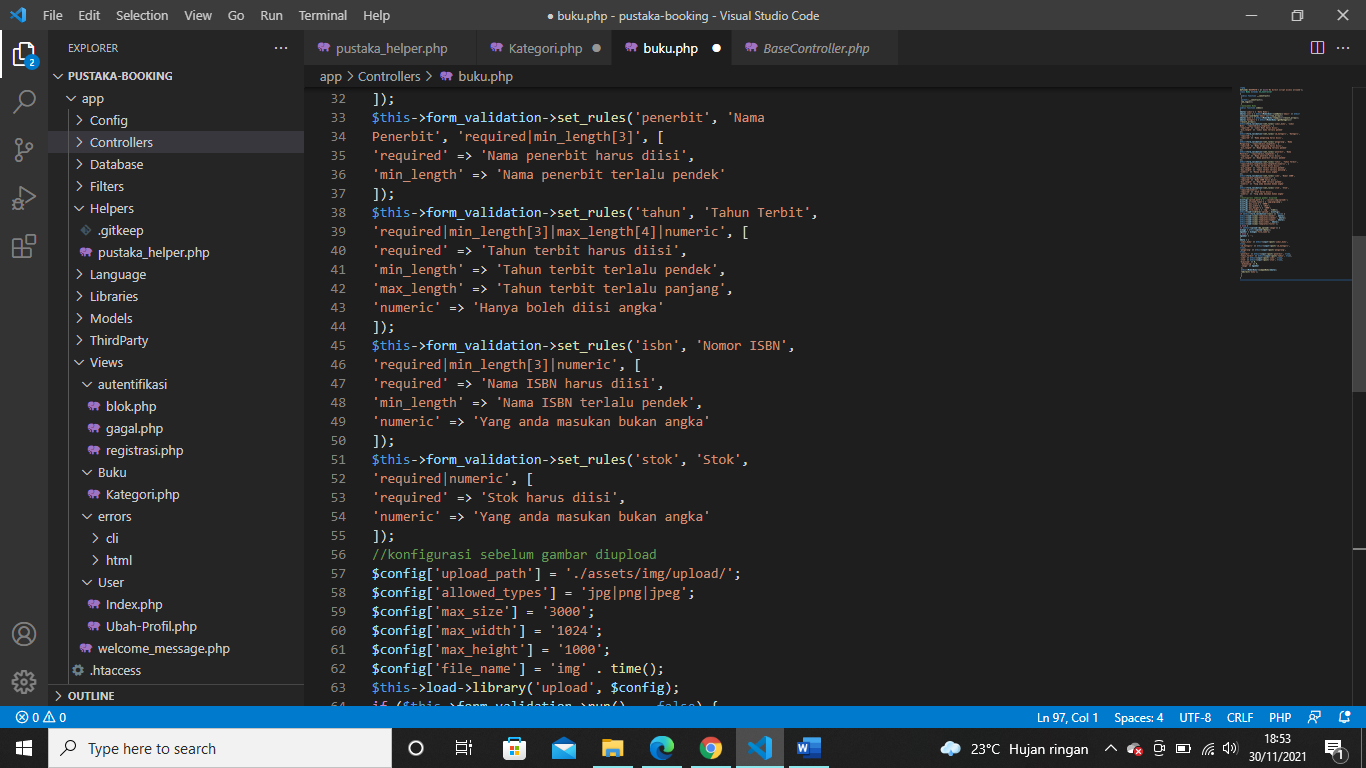 File Edit Selection View Go Run Terminal Help
● buku.php - pustaka-booking - Visual Studio Code
EXPLORER
2
PUSTAKA-BOOKING
app
Config
Controllers
Database
Filters
Helpers
.gitkeep
pustaka_helper.php
Language
Libraries
Models
ThirdParty
Views
autentifikasi
blok.php
gagal.php
registrasi.php
Buku
Kategori.php
errors
cli
html
User
Index.php
Ubah-Profil.php
welcome_message.php
.htaccess
OUTLINE
pustaka_helper.php Kategori.php ● buku.php ● BaseController.php
app > Controllers > buku.php
32 ]);
33 $this->form_validation->set_rules('penerbit', 'Nama
34 Penerbit', 'required|min_length[3]', [
35 'required' => 'Nama penerbit harus diisi',
36 'min_length' => 'Nama penerbit terlalu pendek'
37 ]);
38 $this->form_validation->set_rules('tahun', 'Tahun Terbit',
39 'required|min_length[3]|max_length[4]|numeric', [
40 'required' => 'Tahun terbit harus diisi',
41 'min_length' => 'Tahun terbit terlalu pendek',
42 'max_length' => 'Tahun terbit terlalu panjang',
43 'numeric' => 'Hanya boleh diisi angka'
44 ]);
45 $this->form_validation->set_rules('isbn', 'Nomor ISBN',
46 'required|min_length[3]|numeric', [
47 'required' => 'Nama ISBN harus diisi',
48 'min_length' => 'Nama ISBN terlalu pendek',
49 'numeric' => 'Yang anda masukan bukan angka'
50 ]);
51 $this->form_validation->set_rules('stok', 'Stok',
52 'required|numeric', [
53 'required' => 'Stok harus diisi',
54 'numeric' => 'Yang anda masukan bukan angka'
55 ]);
56 //konfigurasi sebelum gambar diupload
57 $config['upload_path'] = './assets/img/upload/';
58 $config['allowed_types'] = 'jpg|png|jpeg';
59 $config['max_size'] = '3000';
60 $config['max_width'] = '1024';
61 $config['max_height'] = '1000';
62 $config['file_name'] = 'img' . time();
63 $this->load->library('upload', $config);
0 0
Ln 97, Col 1 Spaces: 4 UTF-8 CRLF PHP
Type here to search
23°C Hujan ringan
18:53
30/11/2021
1